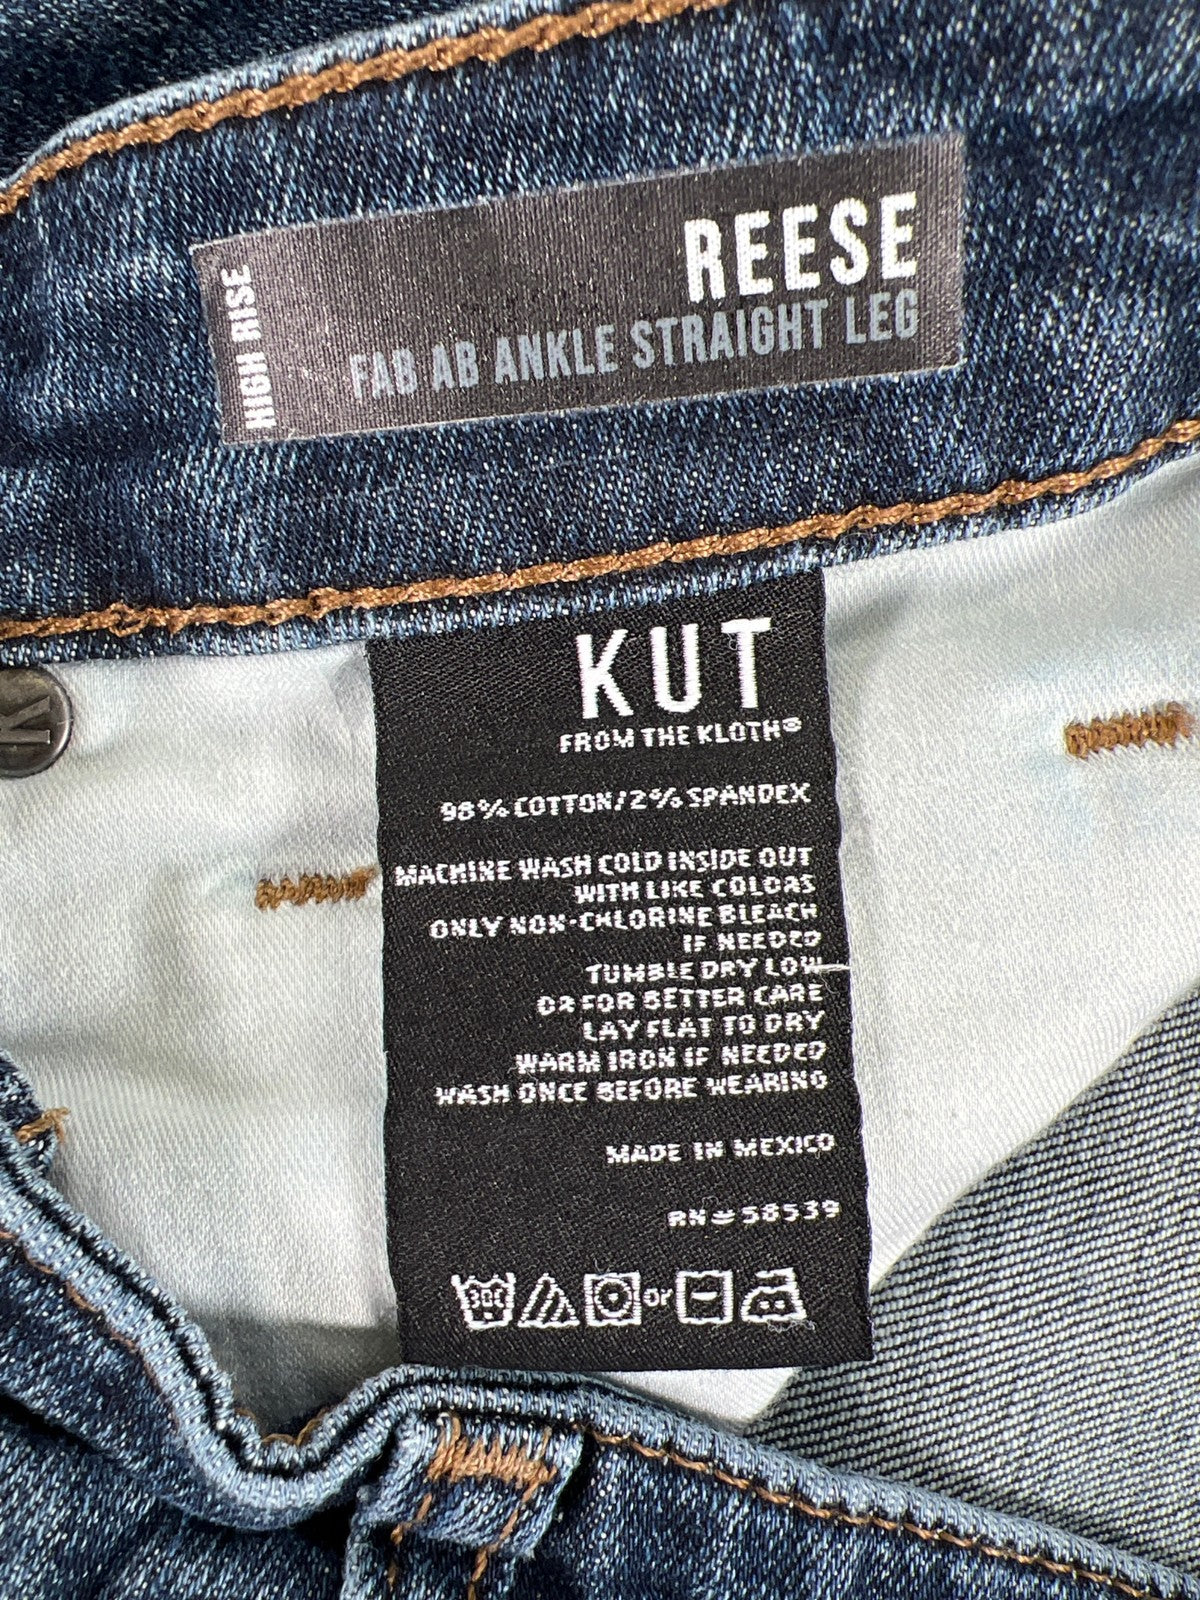 REESE
FAB AB ANKLE STRAIGHT LEG
HIGH RISE
K
KUT
FROM THE KLOTH®
98% COTTON/2% SPANDEX
MACHINE WASH COLD INSIDE OUT
WITH LIKE COLORS
ONLY NON-CHLORINE BLEACH
IF NEEDED
TUMBLE DRY LOW
OR FOR BETTER CARE
LAY FLAT TO DRY
WARM IRON IF NEEDED
WASH ONCE BEFORE WEARING
MADE IN MEXICO
RN 58539
30C or